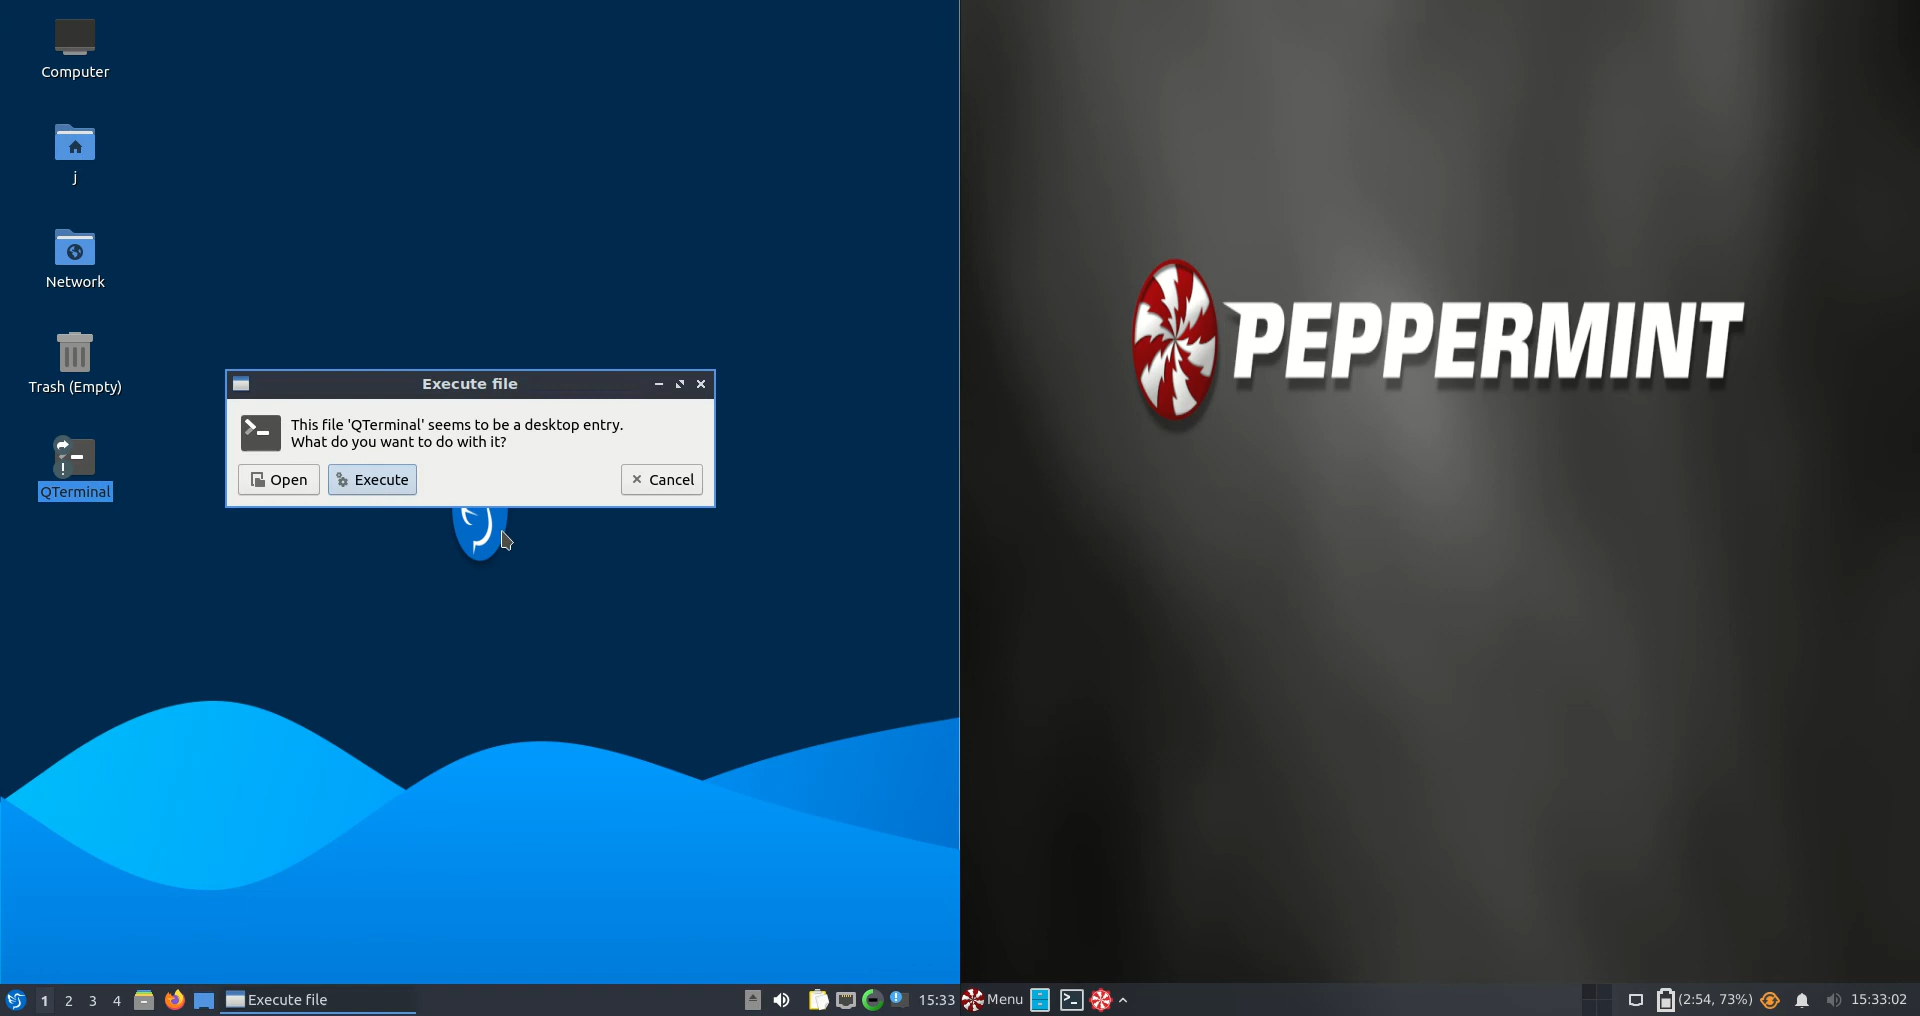 Computer
j
Network
Trash (Empty)
QTerminal
Execute file
This file 'QTerminal' seems to be a desktop entry.
What do you want to do with it?
Open
Execute
Cancel
PEPPERMINT
1 2 3 4
Execute file
15:33
Menu
(2:54, 73%)
15:33:02